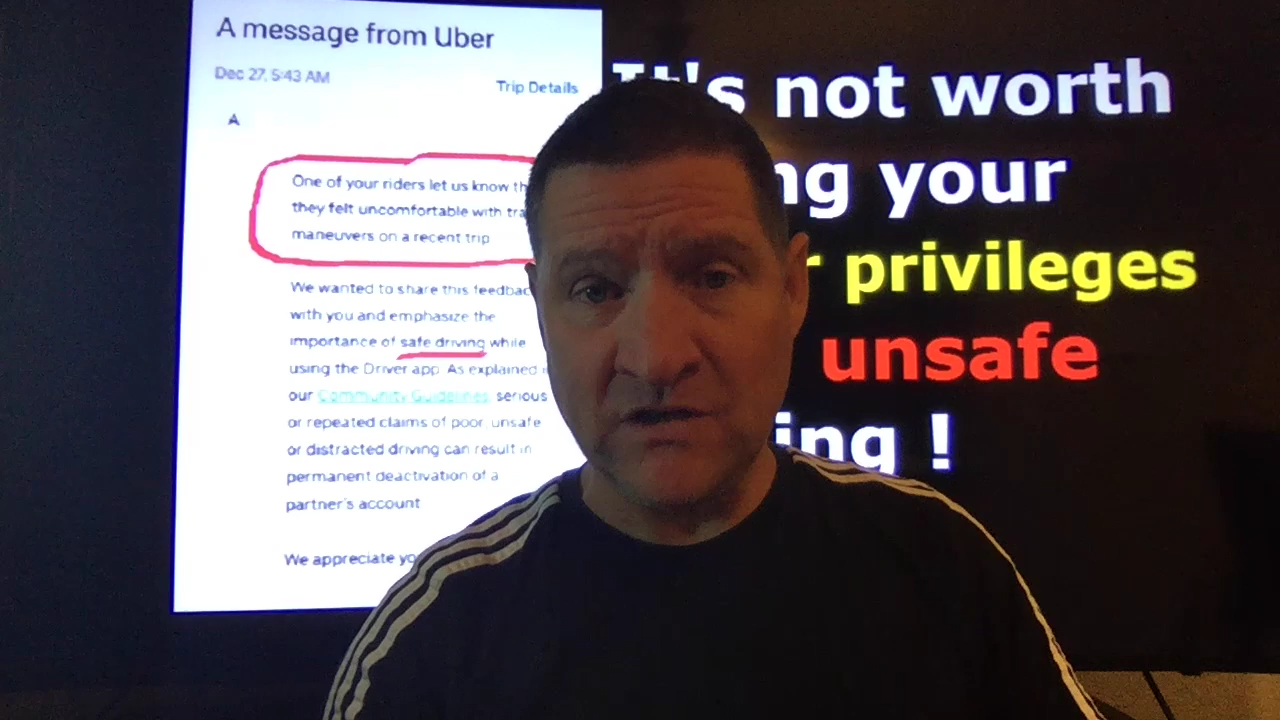 A message from Uber
Dec 27, 5:43 AM
Trip Details
A
One of your riders let us know
they felt uncomfortable with
maneuvers on a recent trip
We wanted to share this
with you and emphasize the
importance of safe driving while
using the Driver app. As explained
our Community Guidelines, serious
or repeated claims of poor, unsafe
or distracted driving can result in
permanent deactivation of a
partner's account
We appreciate
It's not worth
your
privileges
unsafe
!